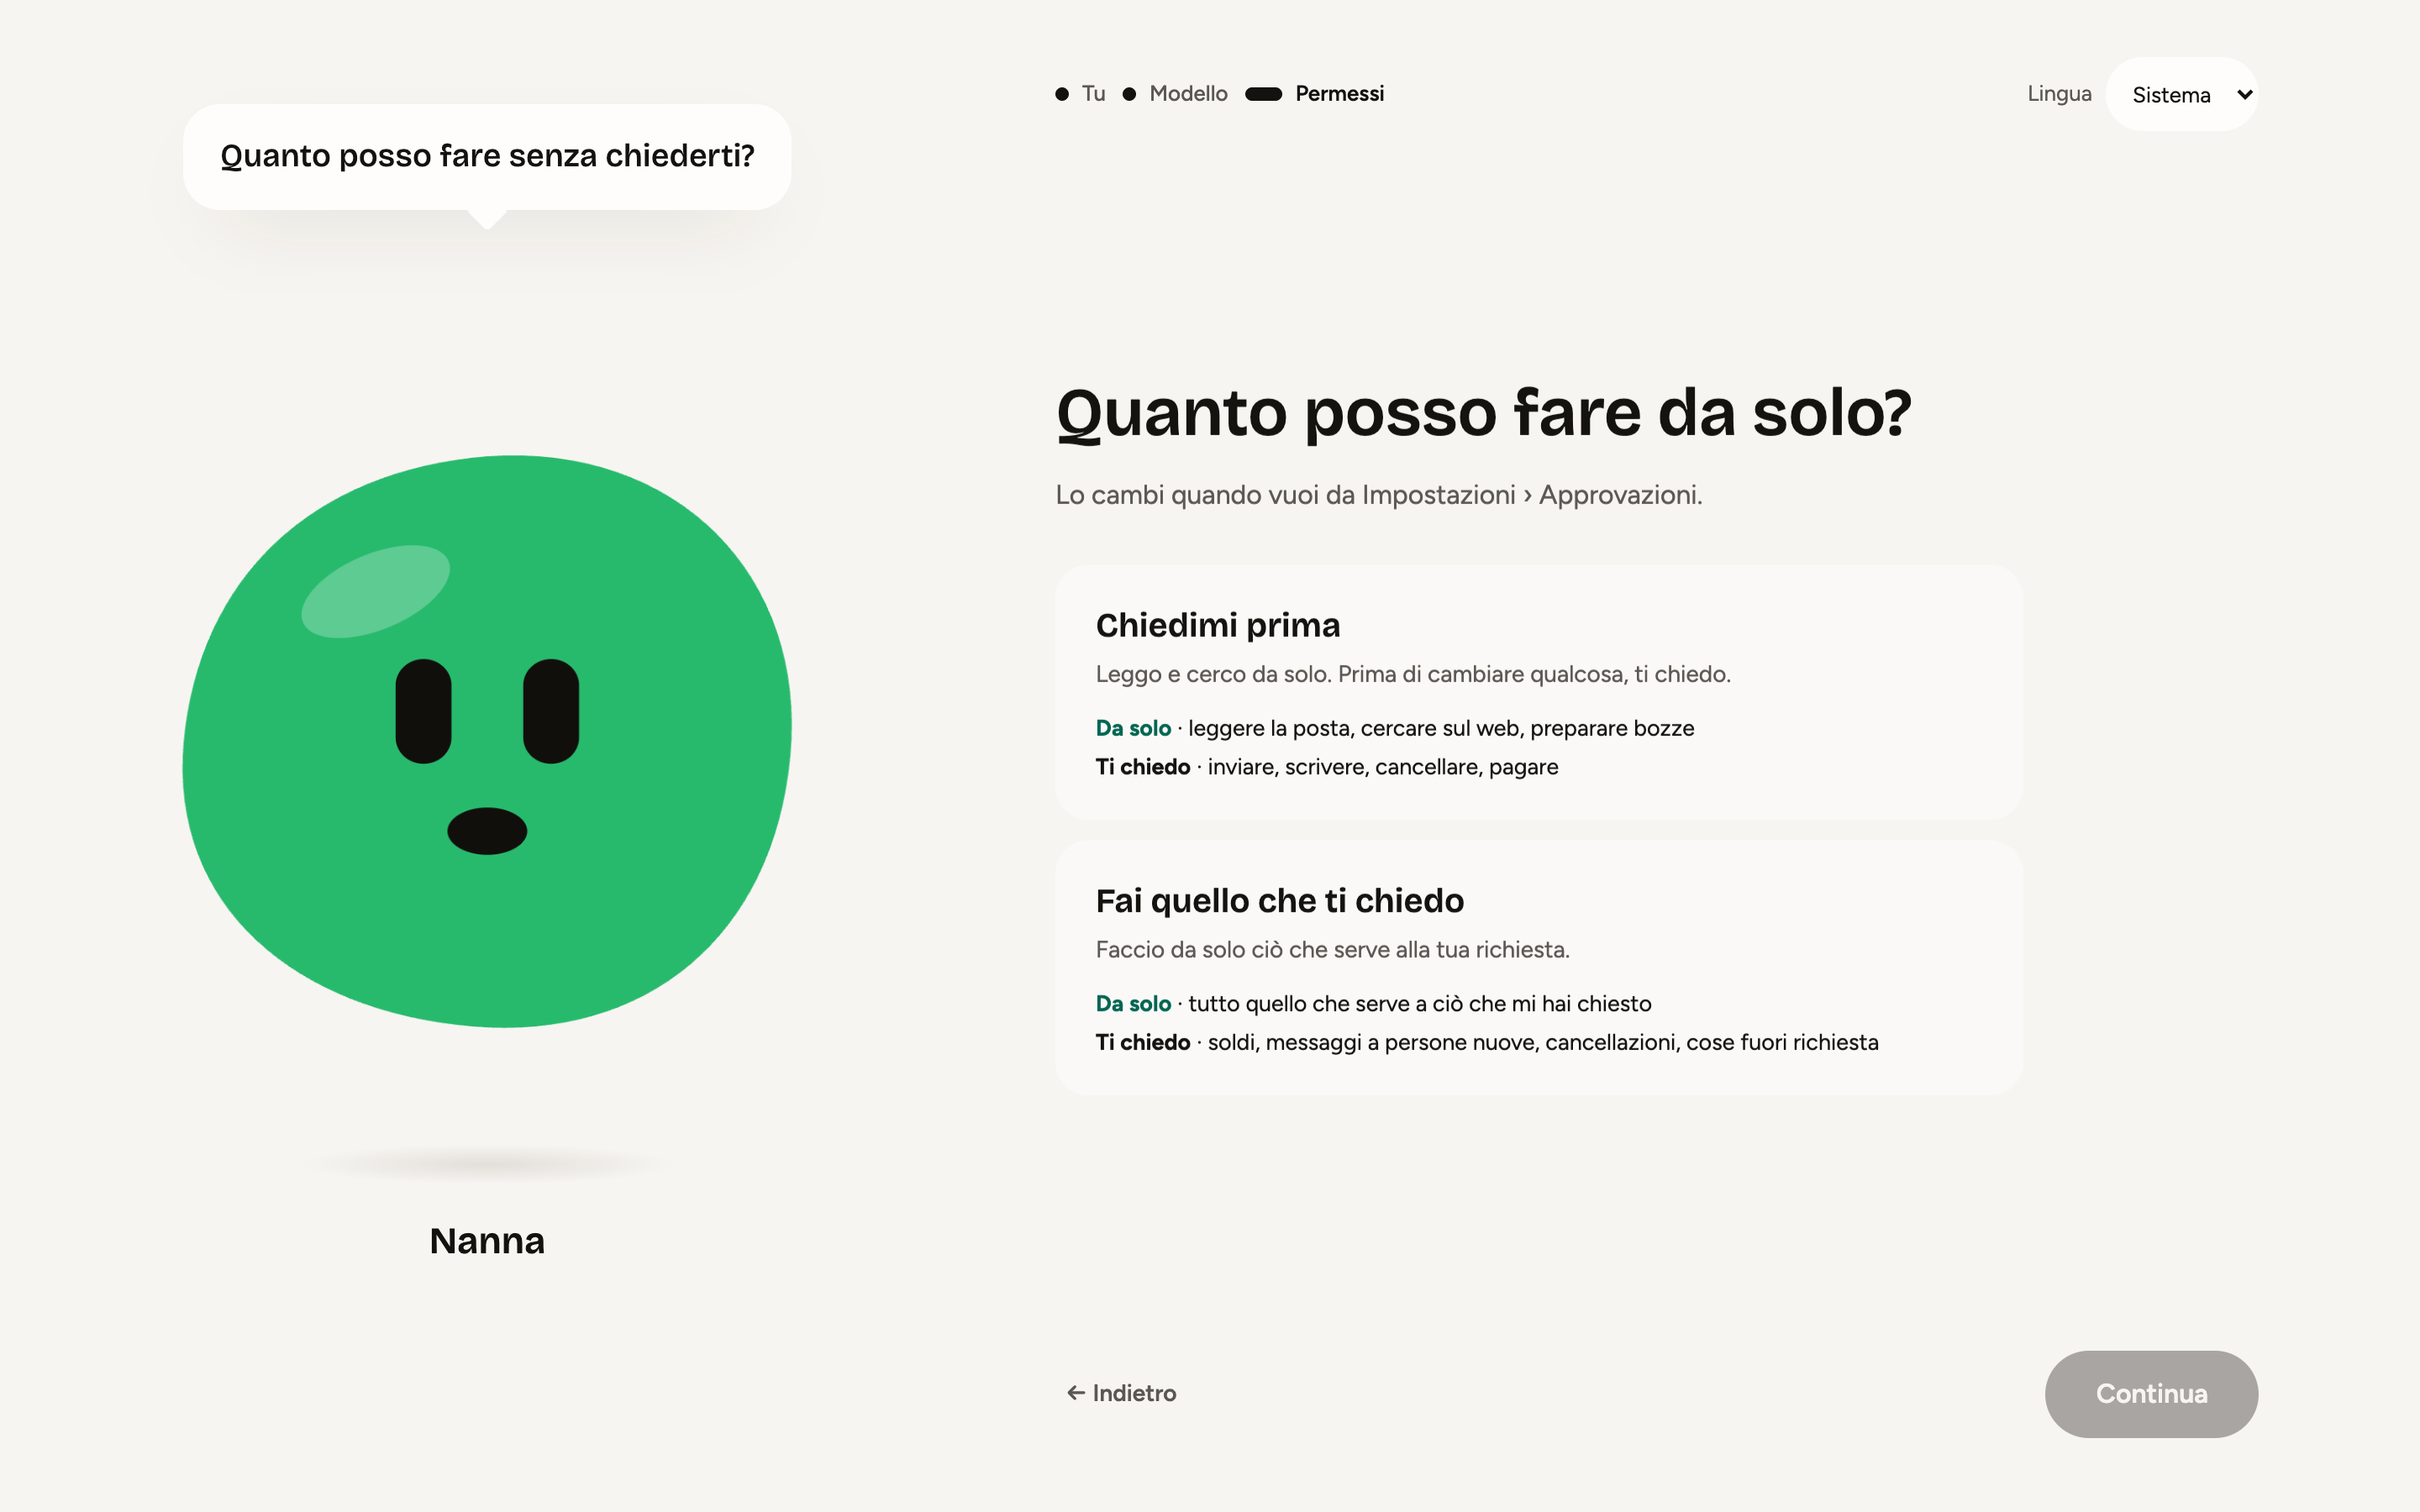 Quanto posso fare senza chiederti?
Nanna
Tu
Modello
Permessi
Lingua
Sistema
Quanto posso fare da solo?
Lo cambi quando vuoi da Impostazioni › Approvazioni.
Chiedimi prima
Leggo e cerco da solo. Prima di cambiare qualcosa, ti chiedo.
Da solo · leggere la posta, cercare sul web, preparare bozze
Ti chiedo · inviare, scrivere, cancellare, pagare
Fai quello che ti chiedo
Faccio da solo ciò che serve alla tua richiesta.
Da solo · tutto quello che serve a ciò che mi hai chiesto
Ti chiedo · soldi, messaggi a persone nuove, cancellazioni, cose fuori richiesta
← Indietro
Continua